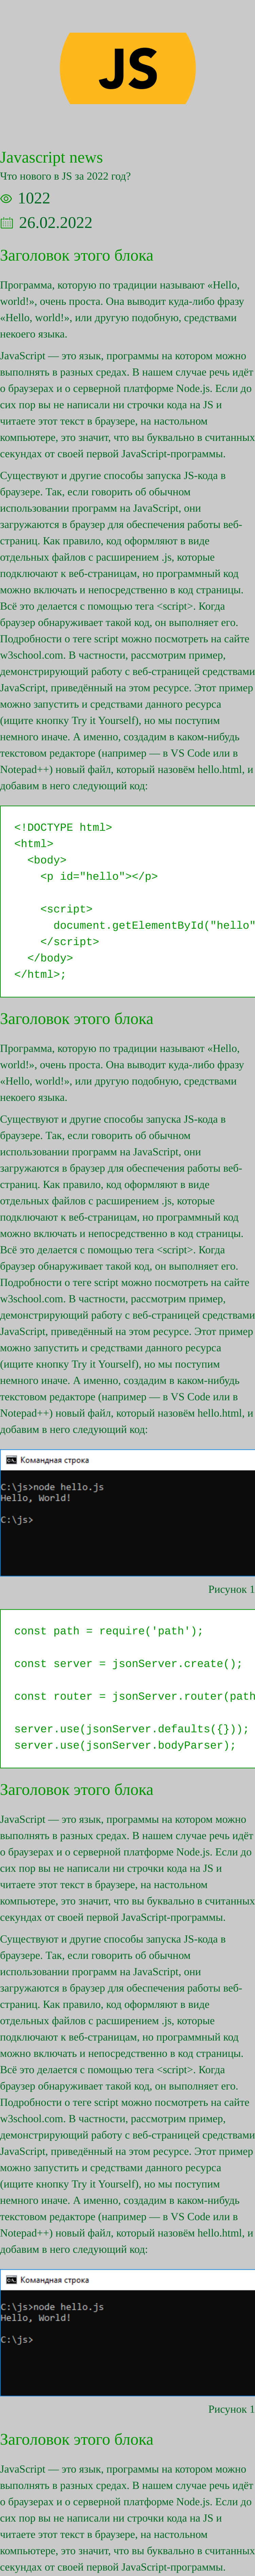 JS
Javascript news
Что нового в JS за 2022 год?
1022
26.02.2022
Заголовок этого блока
Программа, которую по традиции называют «Hello,
world!», очень проста. Она выводит куда-либо фразу
«Hello, world!», или другую подобную, средствами
некоего языка.
JavaScript — это язык, программы на котором можно
выполнять в разных средах. В нашем случае речь идёт
о браузерах и о серверной платформе Node.js. Если до
сих пор вы не написали ни строчки кода на JS и
читаете этот текст в браузере, на настольном
компьютере, это значит, что вы буквально в считанных
секундах от своей первой JavaScript-программы.
Существуют и другие способы запуска JS-кода в
браузере. Так, если говорить об обычном
использовании программ на JavaScript, они
загружаются в браузер для обеспечения работы веб-
страниц. Как правило, код оформляют в виде
отдельных файлов с расширением .js, которые
подключают к веб-страницам, но программный код
можно включать и непосредственно в код страницы.
Всё это делается с помощью тега <script>. Когда
браузер обнаруживает такой код, он выполняет его.
Подробности о теге script можно посмотреть на сайте
w3school.com. В частности, рассмотрим пример,
демонстрирующий работу с веб-страницей средствами
JavaScript, приведённый на этом ресурсе. Этот пример
можно запустить и средствами данного ресурса
(ищите кнопку Try it Yourself), но мы поступим
немного иначе. А именно, создадим в каком-нибудь
текстовом редакторе (например — в VS Code или в
Notepad++) новый файл, который назовём hello.html, и
добавим в него следующий код:
<!DOCTYPE html>
<html>
<body>
<p id="hello"></p>
<script>
document.getElementById("hello"
</script>
</body>
</html>;
Заголовок этого блока
Программа, которую по традиции называют «Hello,
world!», очень проста. Она выводит куда-либо фразу
«Hello, world!», или другую подобную, средствами
некоего языка.
Существуют и другие способы запуска JS-кода в
браузере. Так, если говорить об обычном
использовании программ на JavaScript, они
загружаются в браузер для обеспечения работы веб-
страниц. Как правило, код оформляют в виде
отдельных файлов с расширением .js, которые
подключают к веб-страницам, но программный код
можно включать и непосредственно в код страницы.
Всё это делается с помощью тега <script>. Когда
браузер обнаруживает такой код, он выполняет его.
Подробности о теге script можно посмотреть на сайте
w3school.com. В частности, рассмотрим пример,
демонстрирующий работу с веб-страницей средствами
JavaScript, приведённый на этом ресурсе. Этот пример
можно запустить и средствами данного ресурса
(ищите кнопку Try it Yourself), но мы поступим
немного иначе. А именно, создадим в каком-нибудь
текстовом редакторе (например — в VS Code или в
Notepad++) новый файл, который назовём hello.html, и
добавим в него следующий код:
Командная строка
C:\js>node hello.js
Hello, World!
C:\js>
Рисунок 1
const path = require('path');
const server = jsonServer.create();
const router = jsonServer.router(path
server.use(jsonServer.defaults({}));
server.use(jsonServer.bodyParser);
Заголовок этого блока
JavaScript — это язык, программы на котором можно
выполнять в разных средах. В нашем случае речь идёт
о браузерах и о серверной платформе Node.js. Если до
сих пор вы не написали ни строчки кода на JS и
читаете этот текст в браузере, на настольном
компьютере, это значит, что вы буквально в считанных
секундах от своей первой JavaScript-программы.
Существуют и другие способы запуска JS-кода в
браузере. Так, если говорить об обычном
использовании программ на JavaScript, они
загружаются в браузер для обеспечения работы веб-
страниц. Как правило, код оформляют в виде
отдельных файлов с расширением .js, которые
подключают к веб-страницам, но программный код
можно включать и непосредственно в код страницы.
Всё это делается с помощью тега <script>. Когда
браузер обнаруживает такой код, он выполняет его.
Подробности о теге script можно посмотреть на сайте
w3school.com. В частности, рассмотрим пример,
демонстрирующий работу с веб-страницей средствами
JavaScript, приведённый на этом ресурсе. Этот пример
можно запустить и средствами данного ресурса
(ищите кнопку Try it Yourself), но мы поступим
немного иначе. А именно, создадим в каком-нибудь
текстовом редакторе (например — в VS Code или в
Notepad++) новый файл, который назовём hello.html, и
добавим в него следующий код:
Командная строка
C:\js>node hello.js
Hello, World!
C:\js>
Рисунок 1
Заголовок этого блока
JavaScript — это язык, программы на котором можно
выполнять в разных средах. В нашем случае речь идёт
о браузерах и о серверной платформе Node.js. Если до
сих пор вы не написали ни строчки кода на JS и
читаете этот текст в браузере, на настольном
компьютере, это значит, что вы буквально в считанных
секундах от своей первой JavaScript-программы.